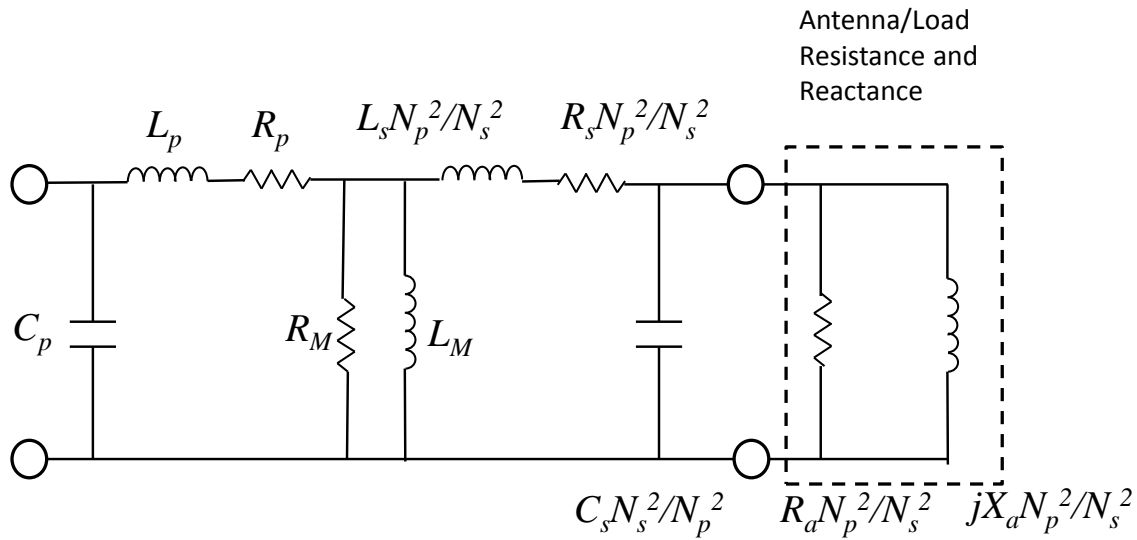 Antenna/Load
Resistance and
Reactance
L_p
R_p
L_sN_p^2/N_s^2
R_sN_p^2/N_s^2
C_p
R_M
L_M
C_sN_s^2/N_p^2
R_aN_p^2/N_s^2
jX_aN_p^2/N_s^2